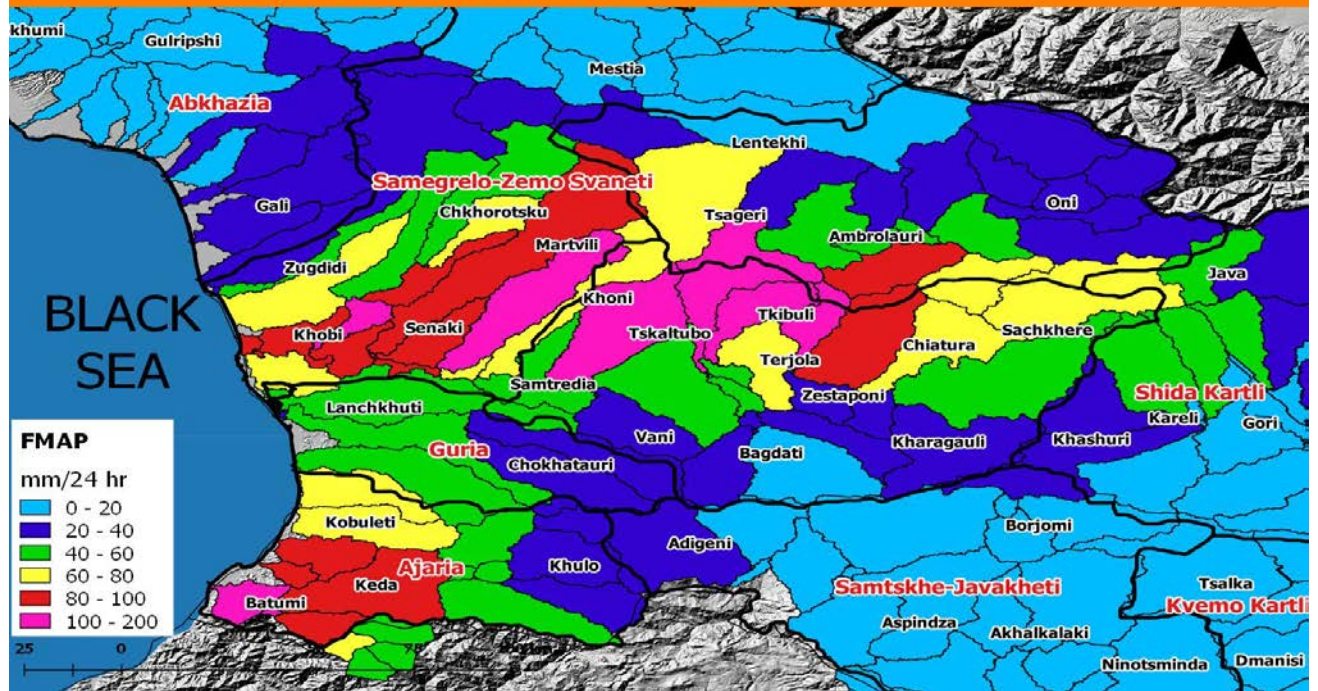 khumi
Gulripshi
Mestia
Abkhazia
Lentekhi
Samegrelo-Zemo Svaneti
Gali
Chkhorotsku
Tsageri
Oni
Martvili
Ambrolauri
Zugdidi
Java
BLACK
SEA
Khobi
Senaki
Khoni
Tskaltubo
Tkibuli
Sachkhere
Chiatura
Terjola
Samtredia
Zestaponi
Shida Kartli
Kareli
Gori
Lanchkhuti
Guria
Vani
Bagdati
Kharagauli
Khashuri
Chokhatauri
Kobuleti
Adigeni
Borjomi
Ajaria
Khulo
Keda
Batumi
Samtskhe-Javakheti
Tsalka
Kvemo Kartli
Aspindza
Akhalkalaki
Ninotsminda
Dmanisi
FMAP
mm/24 hr
0 - 20
20 - 40
40 - 60
60 - 80
80 - 100
100 - 200
25
0
75